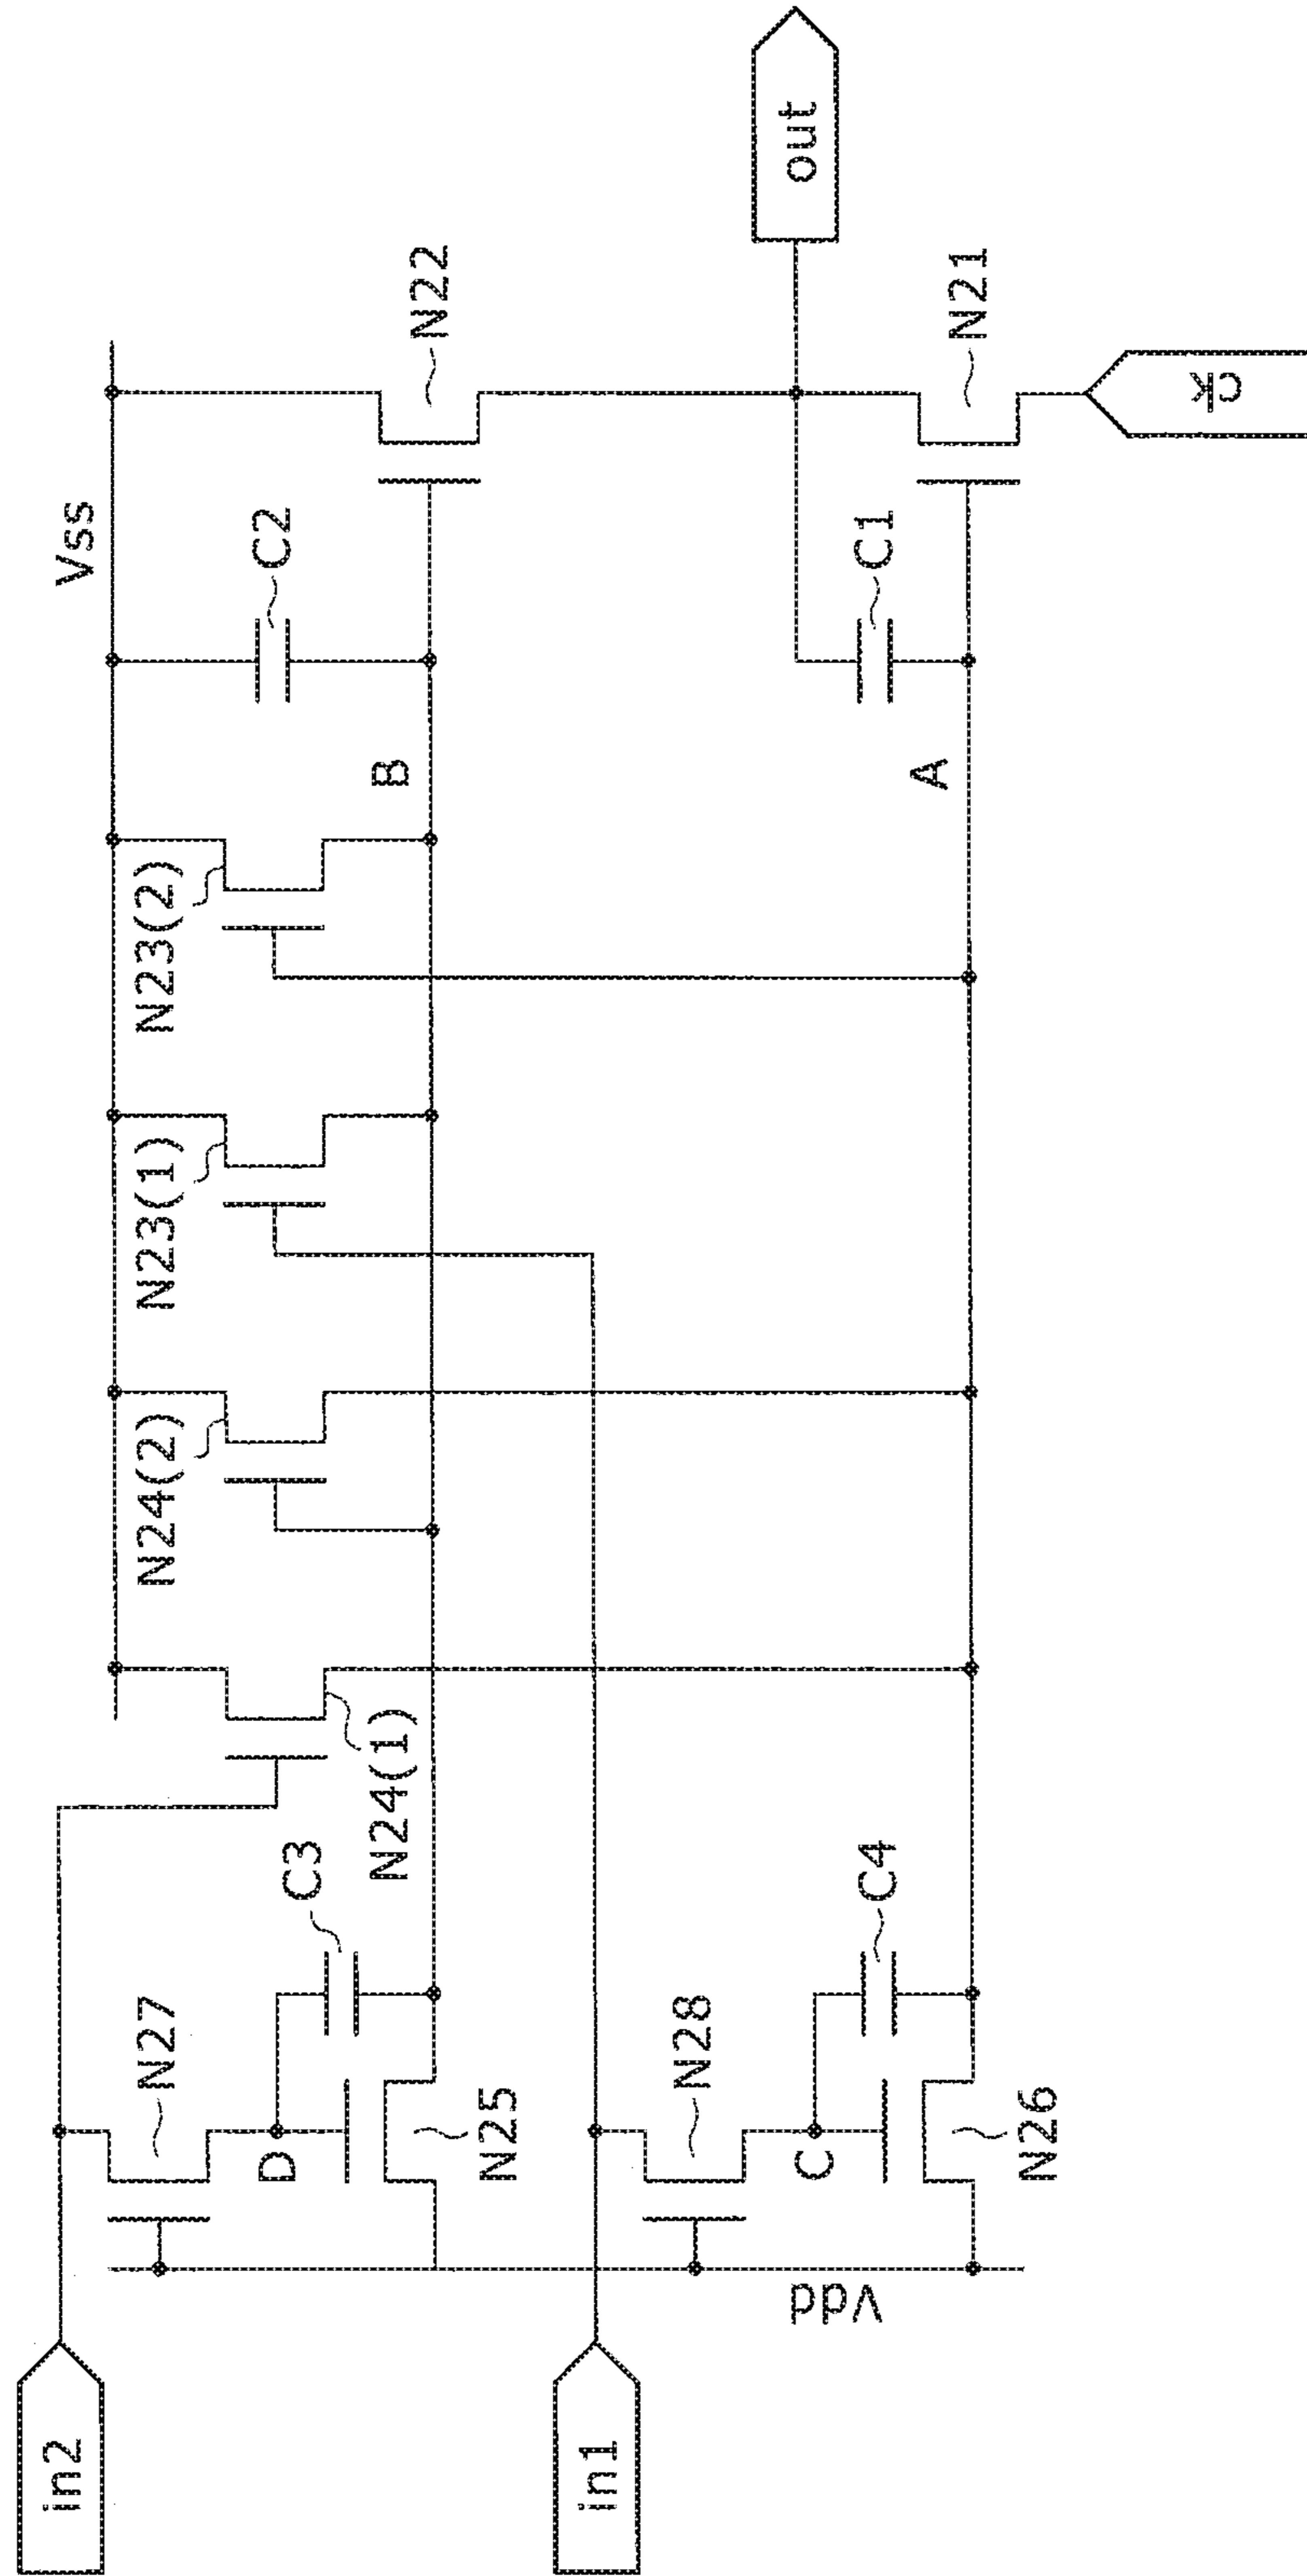 in2
in1
Vdd
N27
D
N25
C3
N28
C
N26
C4
N24(1)
N24(2)
N23(1)
N23(2)
B
A
Vss
C2
C1
N22
N21
out
ck